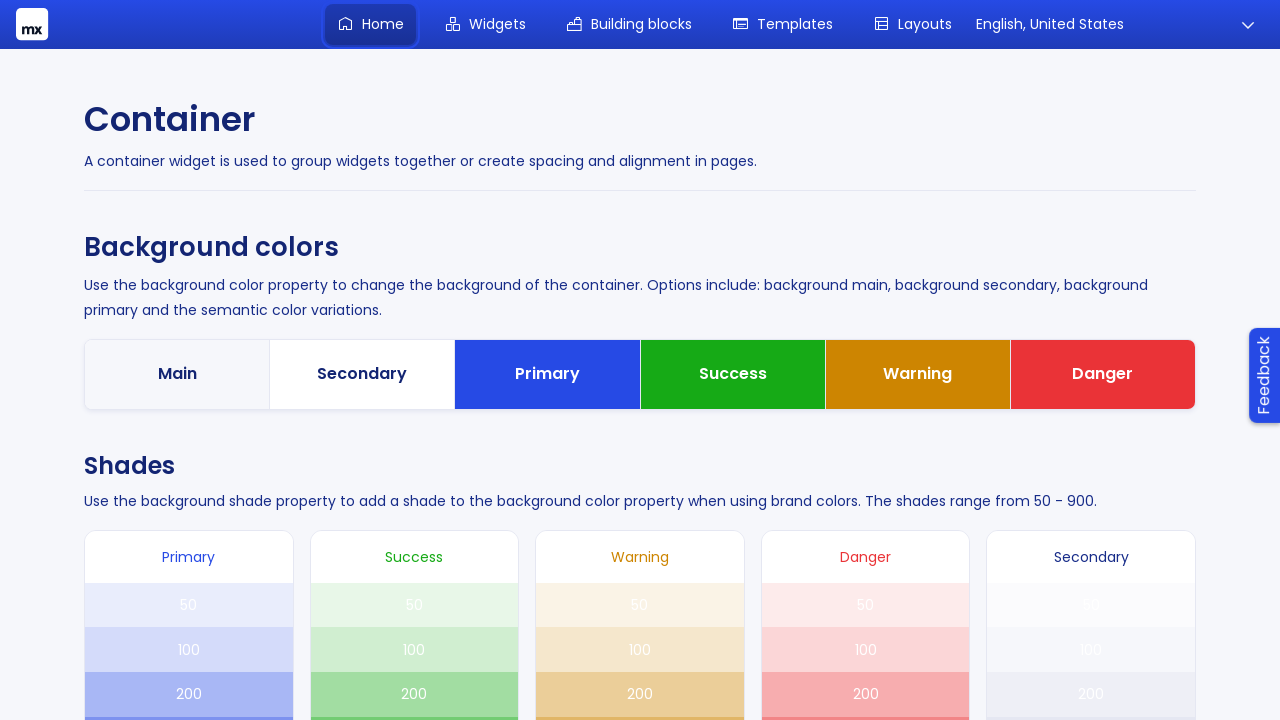 mx
Home
Widgets
Building blocks
Templates
Layouts
English, United States
Container
A container widget is used to group widgets together or create spacing and alignment in pages.
Background colors
Use the background color property to change the background of the container. Options include: background main, background secondary, background
primary and the semantic color variations.
Main
Secondary
Primary
Success
Warning
Danger
Feedback
Shades
Use the background shade property to add a shade to the background color property when using brand colors. The shades range from 50 - 900.
Primary
Success
Warning
Danger
Secondary
50
50
50
50
50
100
100
100
100
100
200
200
200
200
200